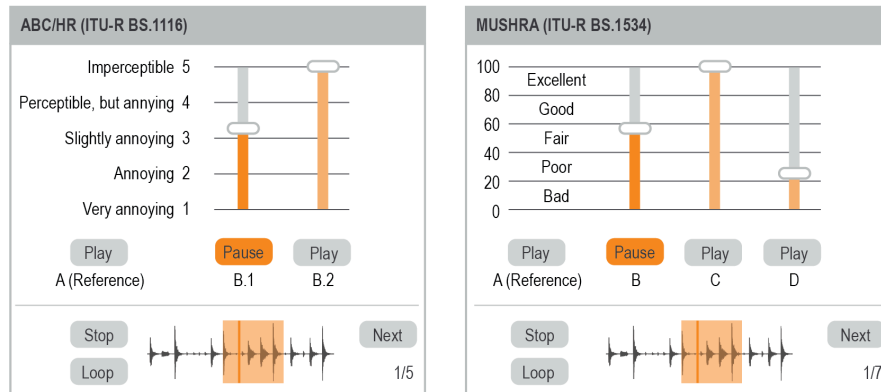 ABC/HR (ITU-R BS.1116)
Imperceptible 5
Perceptible, but annying 4
Slightly annoying 3
Annoying 2
Very annoying 1
Play Pause Play
A (Reference) B.1 B.2
Stop Next
Loop 1/5
MUSHRA (ITU-R BS.1534)
100
Excellent
80
Good
60
Fair
40
Poor
20
Bad
0
Play Pause Play Play
A (Reference) B C D
Stop Next
Loop 1/7